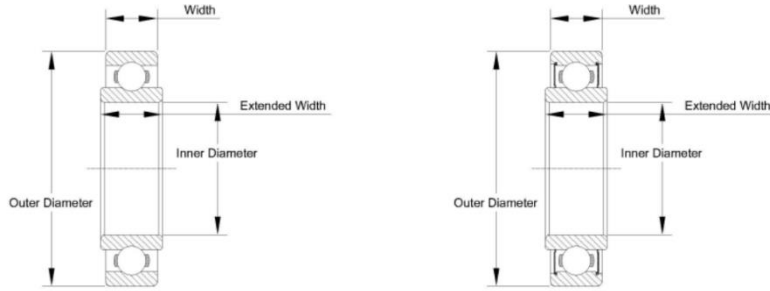 Width
Extended Width
Inner Diameter
Outer Diameter
Width
Extended Width
Inner Diameter
Outer Diameter